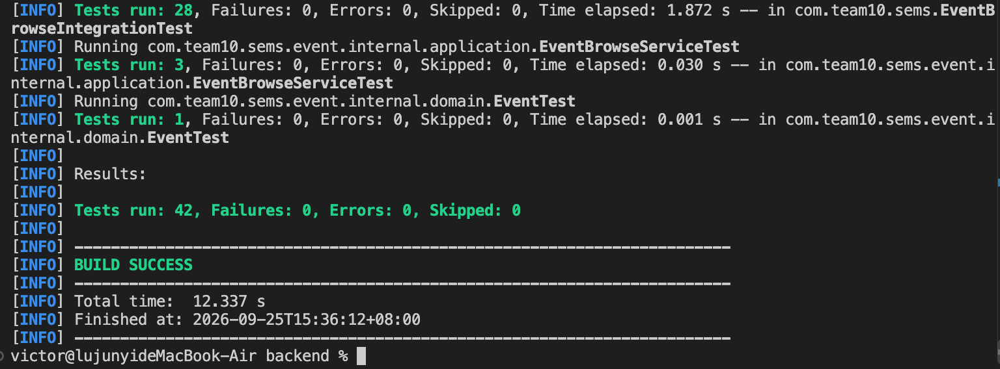 [INFO] Tests run: 28, Failures: 0, Errors: 0, Skipped: 0, Time elapsed: 1.872 s -- in com.team10.sems.EventB
rowseIntegrationTest
[INFO] Running com.team10.sems.event.internal.application.EventBrowseServiceTest
[INFO] Tests run: 3, Failures: 0, Errors: 0, Skipped: 0, Time elapsed: 0.030 s -- in com.team10.sems.event.i
nternal.application.EventBrowseServiceTest
[INFO] Running com.team10.sems.event.internal.domain.EventTest
[INFO] Tests run: 1, Failures: 0, Errors: 0, Skipped: 0, Time elapsed: 0.001 s -- in com.team10.sems.event.i
nternal.domain.EventTest
[INFO]
[INFO] Results:
[INFO]
[INFO] Tests run: 42, Failures: 0, Errors: 0, Skipped: 0
[INFO]
[INFO] ------------------------------------------------------------------------
[INFO] BUILD SUCCESS
[INFO] ------------------------------------------------------------------------
[INFO] Total time:  12.337 s
[INFO] Finished at: 2026-09-25T15:36:12+08:00
[INFO] ------------------------------------------------------------------------
victor@lujunyideMacBook-Air backend %